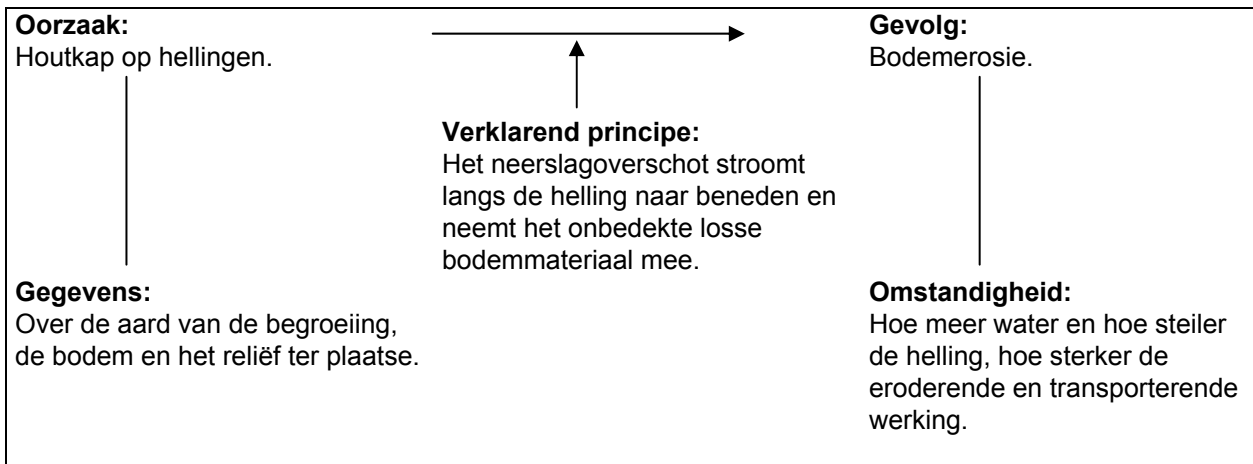 Oorzaak:
Houtkap op hellingen.
Gevolg:
Bodemerosie.
Verklarend principe:
Het neerslagoverschot stroomt
langs de helling naar beneden en
neemt het onbedekte losse
bodemmateriaal mee.
Gegevens:
Over de aard van de begroeiing,
de bodem en het reliëf ter plaatse.
Omstandigheid:
Hoe meer water en hoe steiler
de helling, hoe sterker de
eroderende en transporterende
werking.